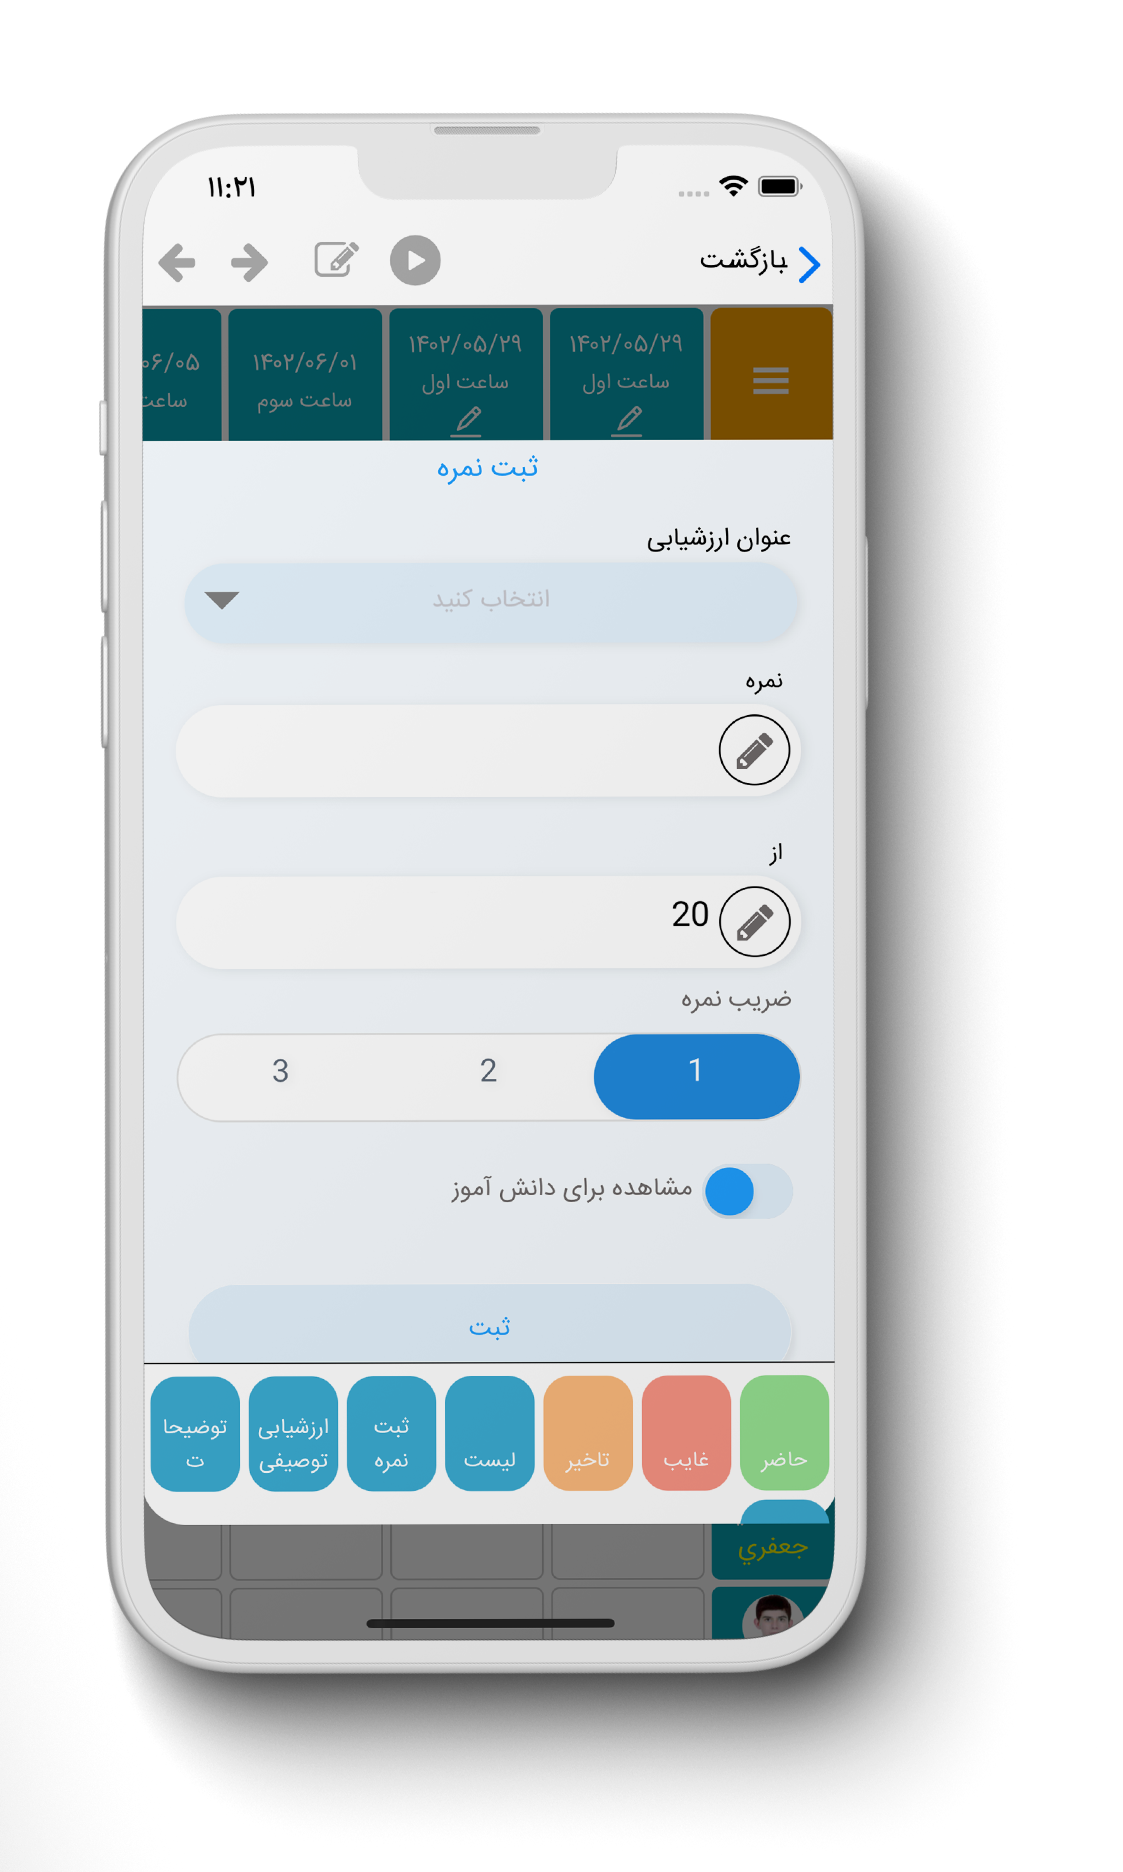 ۱۱:۲۱
بازگشت
۱۴۰۲/۰۵/۲۹
ساعت اول
۱۴۰۲/۰۵/۲۹
ساعت اول
۱۴۰۲/۰۶/۰۱
ساعت سوم
۰۶/۰۵
ساعت
ثبت نمره
عنوان ارزشیابی
انتخاب کنید
نمره
از
20
ضریب نمره
1
2
3
مشاهده برای دانش آموز
ثبت
حاضر
غایب
تاخیر
لیست
ثبت
نمره
ارزشیابی
توصیفی
توضیحا
ت
جعفري